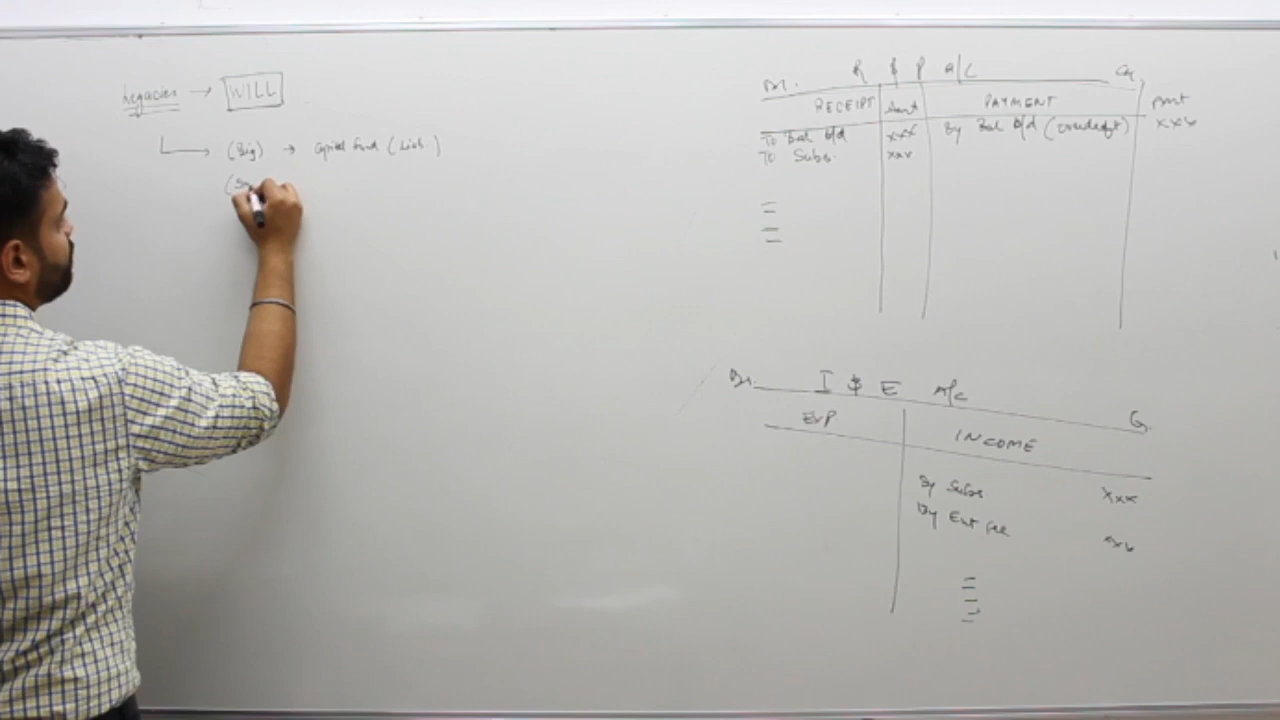 Legacies → WILL
(Big) → Capital fund (Liab.)
(S
Dr. R $ P A/C Cr.
RECEIPT Amt PAYMENT Amt
To Bal b/d xxx By Bal b/d (overdraft) xxx
To Subs. xxx
Dr. I $ E A/C Cr.
EXP INCOME
By Subs xxx
By Ent fee xxx